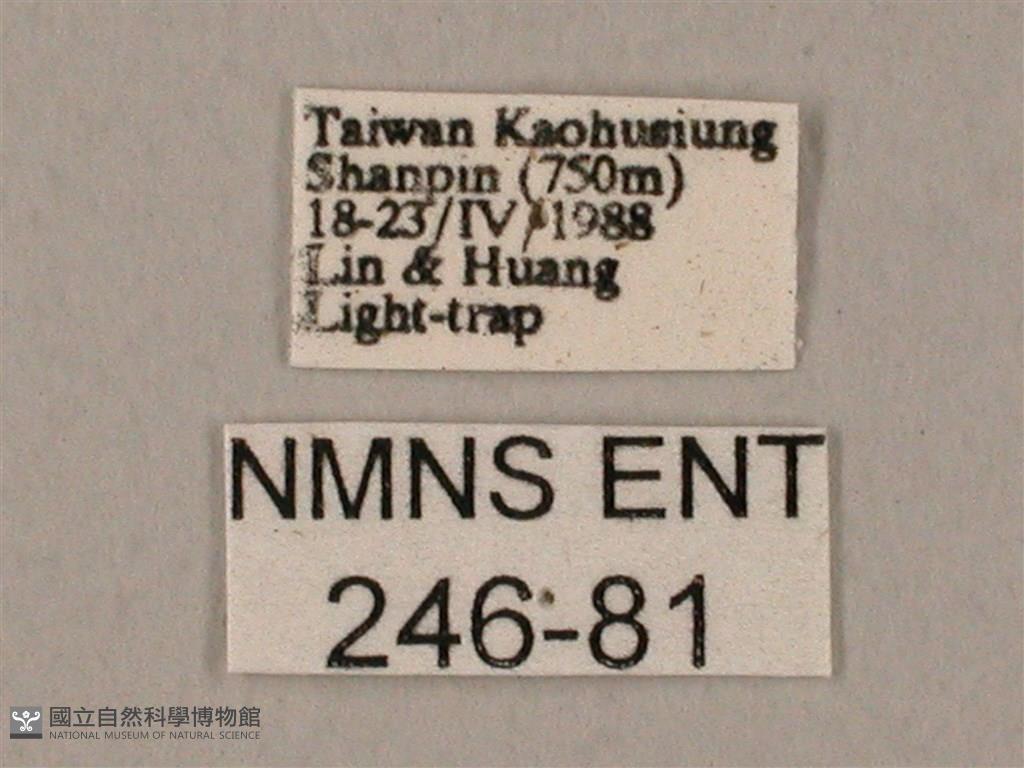 Taiwan Kaohusiung
Shanpin (750m)
18-23/IV/1988
Lin & Huang
Light-trap
NMNS ENT
246-81
國立自然科學博物館
NATIONAL MUSEUM OF NATURAL SCIENCE